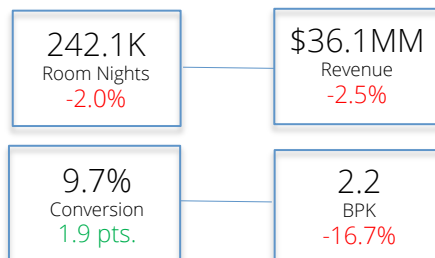 242.1K
Room Nights
-2.0%
$36.1MM
Revenue
-2.5%
9.7%
Conversion
1.9 pts.
2.2
BPK
-16.7%